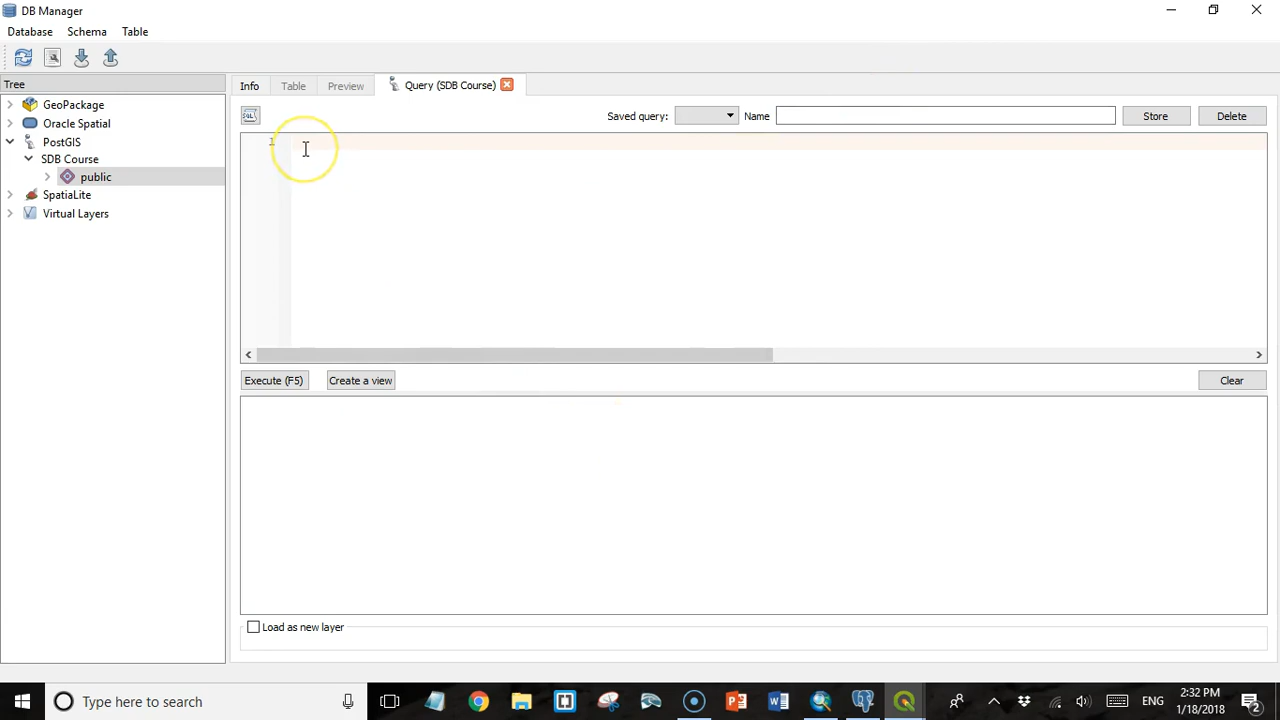 DB Manager
Database Schema Table
Tree
Info Table Preview Query (SDB Course)
GeoPackage
Oracle Spatial
PostGIS
SDB Course
public
SpatiaLite
Virtual Layers
SQL
Saved query: Name Store Delete
1
Execute (F5) Create a view Clear
Load as new layer
Type here to search
ENG
2:32 PM
1/18/2018
2